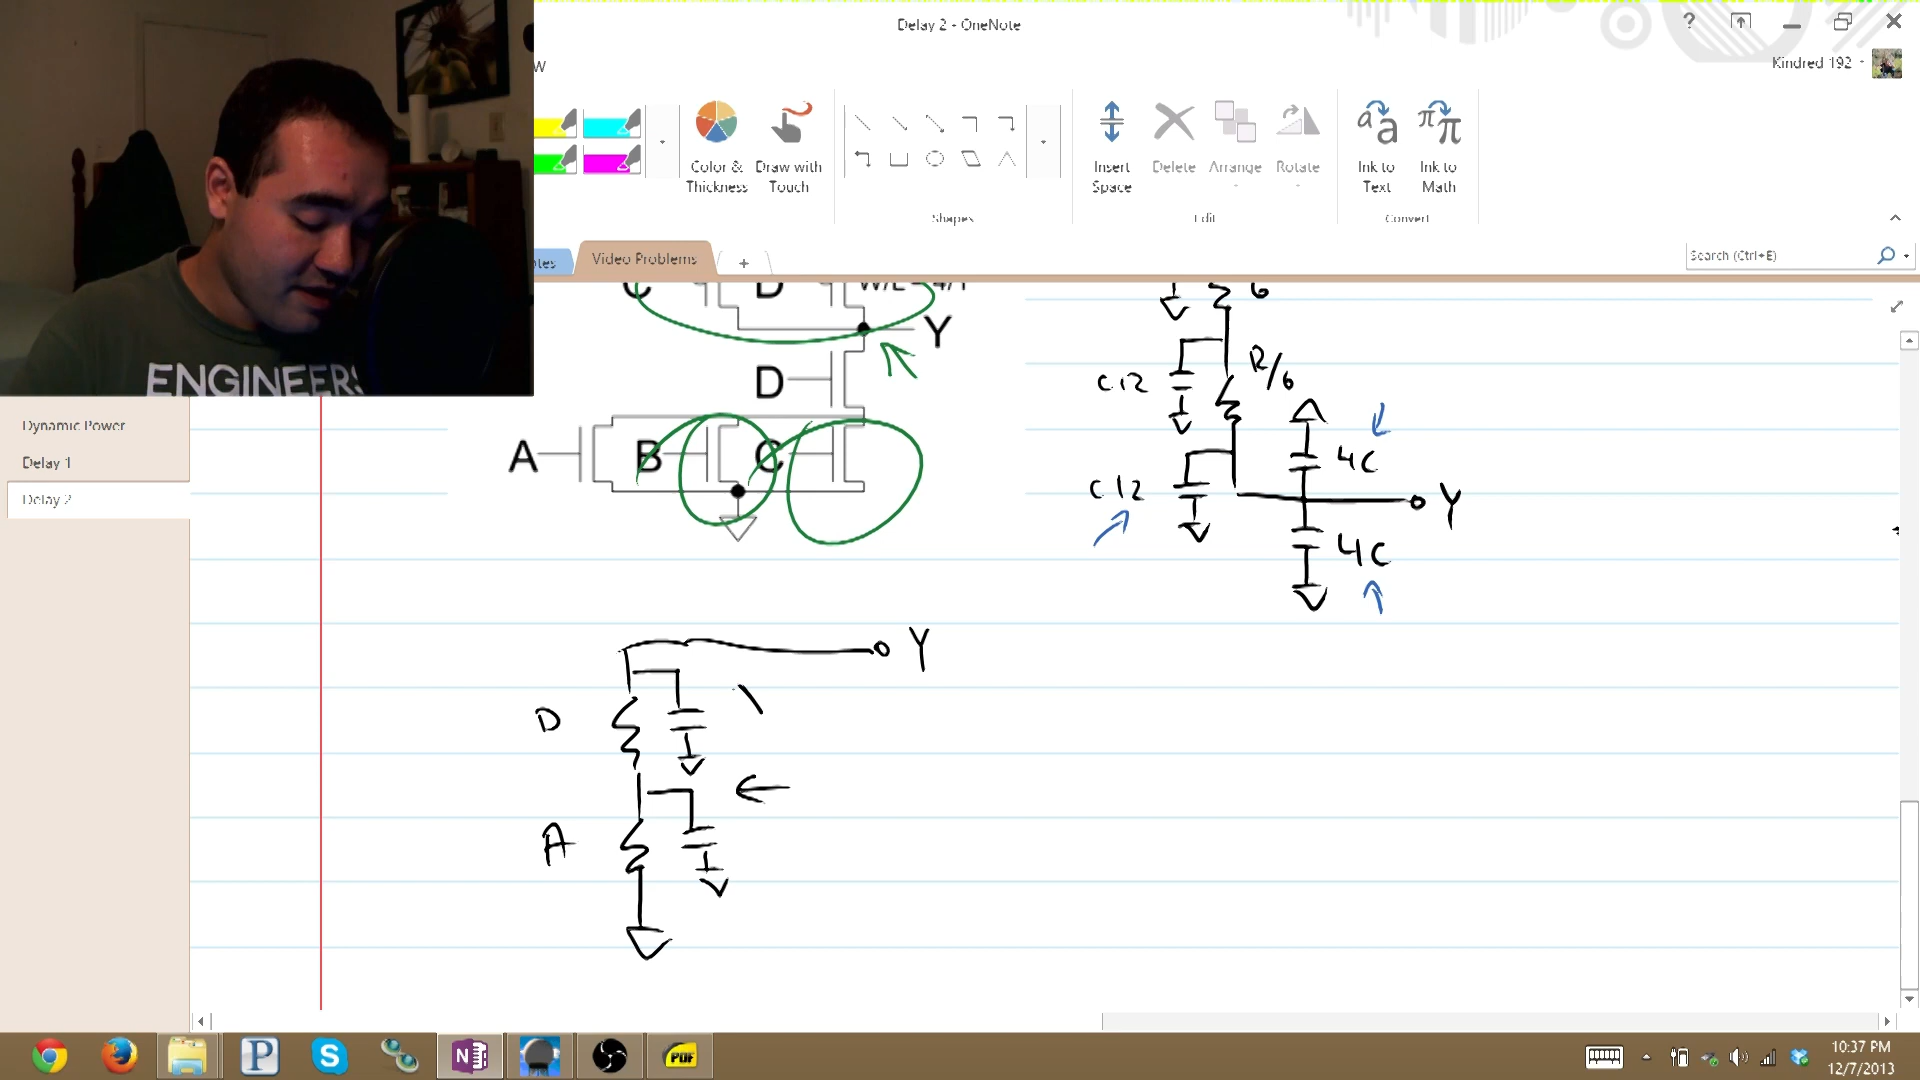 Delay 2 - OneNote
? 
W
Kindred 192
Color &
Thickness
Draw with
Touch
Insert
Space
Delete
Arrange
Rotate
Ink to
Text
Ink to
Math
Shapes
Edit
Convert
Video Problems
+
Search (Ctrl+E)
ENGINEERS
Dynamic Power
Delay 1
Delay 2
Y
D
A
B
C
6
R/6
C12
4C
C12
Y
4C
Y
D
A
PDF
10:37 PM
12/7/2013